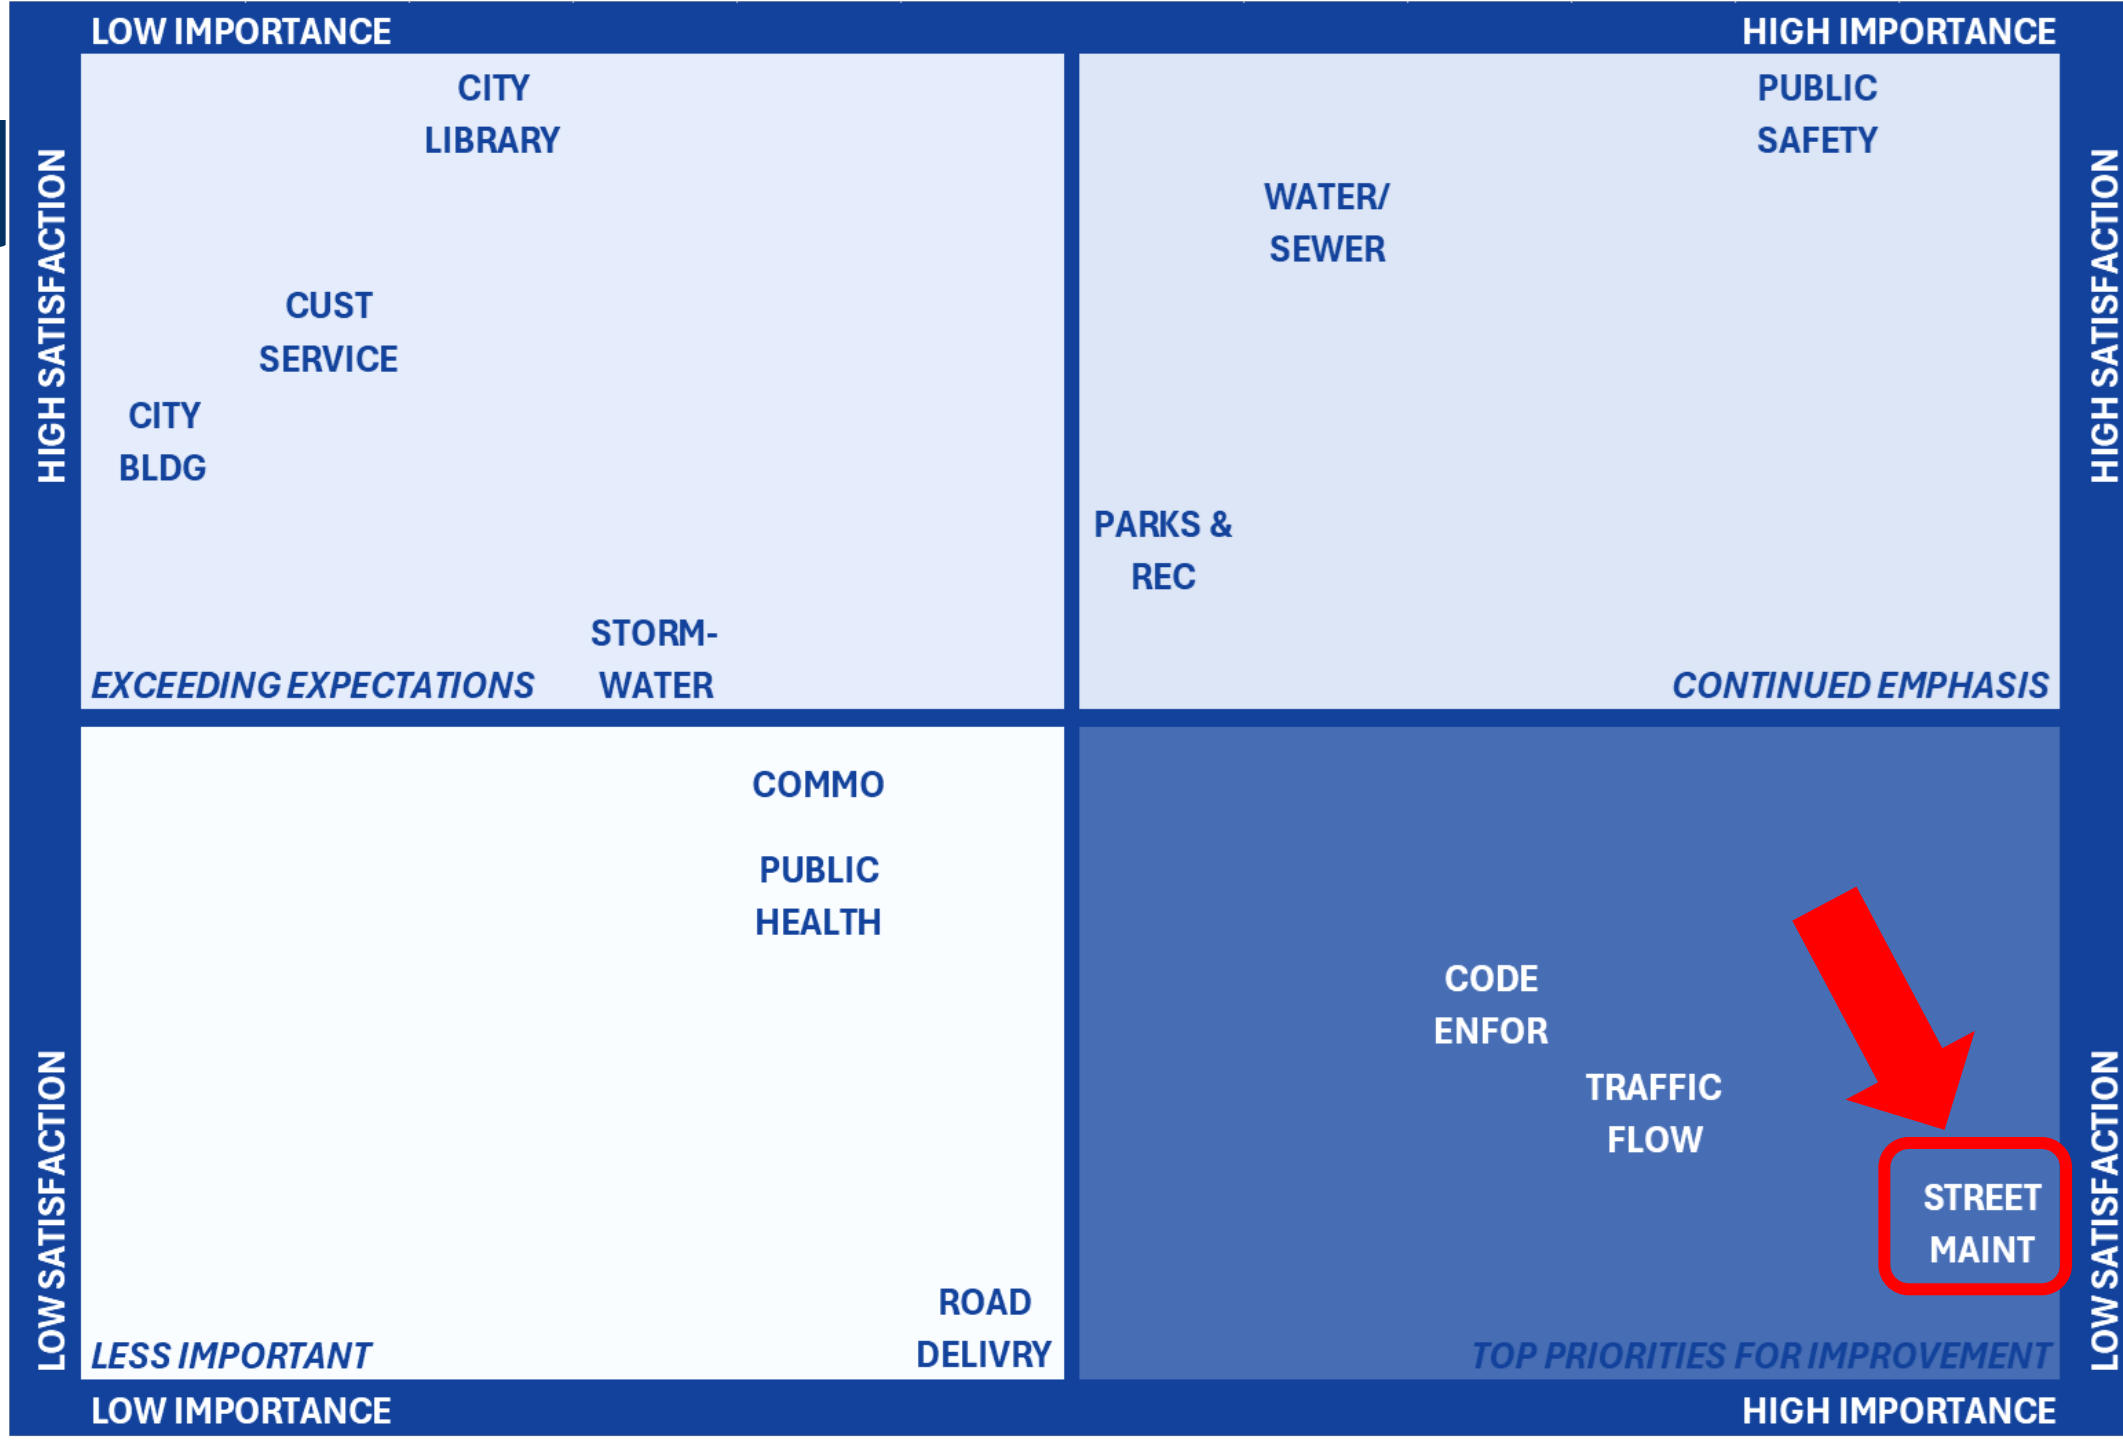 LOW IMPORTANCE
HIGH IMPORTANCE
HIGH SATISFACTION
CITY
LIBRARY
CUST
SERVICE
CITY
BLDG
STORM-
WATER
EXCEEDING EXPECTATIONS
PUBLIC
SAFETY
WATER/
SEWER
PARKS &
REC
CONTINUED EMPHASIS
HIGH SATISFACTION
LOW SATISFACTION
COMMO
PUBLIC
HEALTH
ROAD
DELIVRY
LESS IMPORTANT
CODE
ENFOR
TRAFFIC
FLOW
STREET
MAINT
TOP PRIORITIES FOR IMPROVEMENT
LOW SATISFACTION
LOW IMPORTANCE
HIGH IMPORTANCE